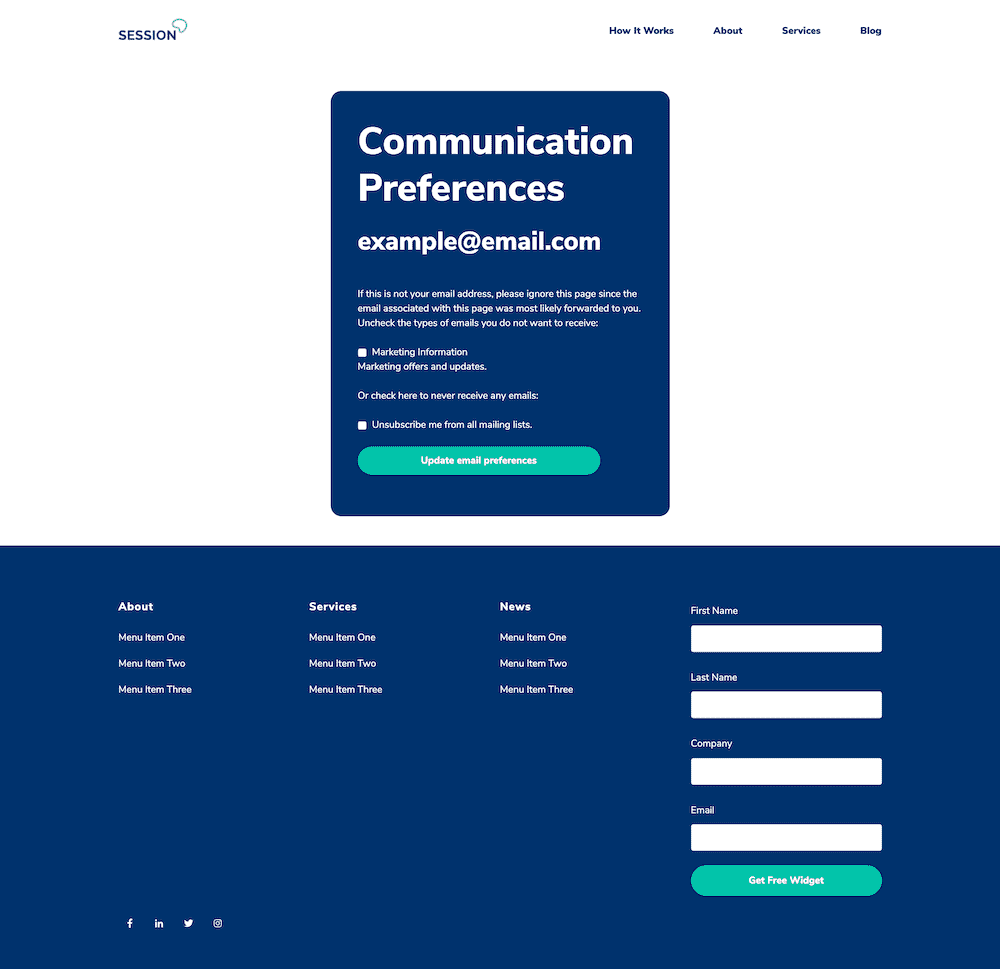 SESSION
How It Works
About
Services
Blog
Communication
Preferences
example@email.com
If this is not your email address, please ignore this page since the
email associated with this page was most likely forwarded to you.
Uncheck the types of emails you do not want to receive:
Marketing Information
Marketing offers and updates.
Or check here to never receive any emails:
Unsubscribe me from all mailing lists.
Update email preferences
About
Menu Item One
Menu Item Two
Menu Item Three
Services
Menu Item One
Menu Item Two
Menu Item Three
News
Menu Item One
Menu Item Two
Menu Item Three
First Name
Last Name
Company
Email
Get Free Widget